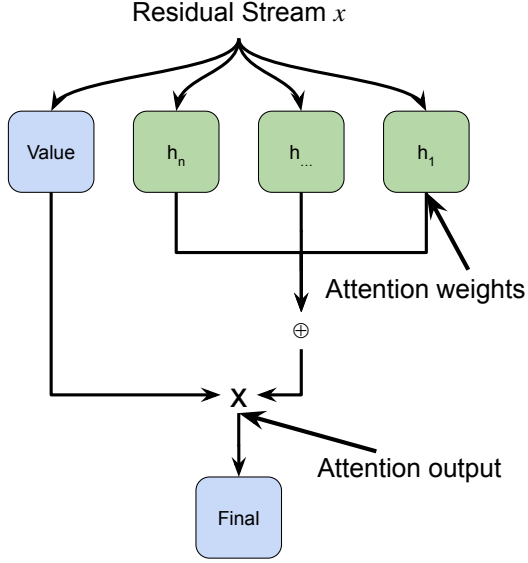 Residual Stream x
Value
hₙ
h...
h₁
Attention weights
⊕
X
Attention output
Final